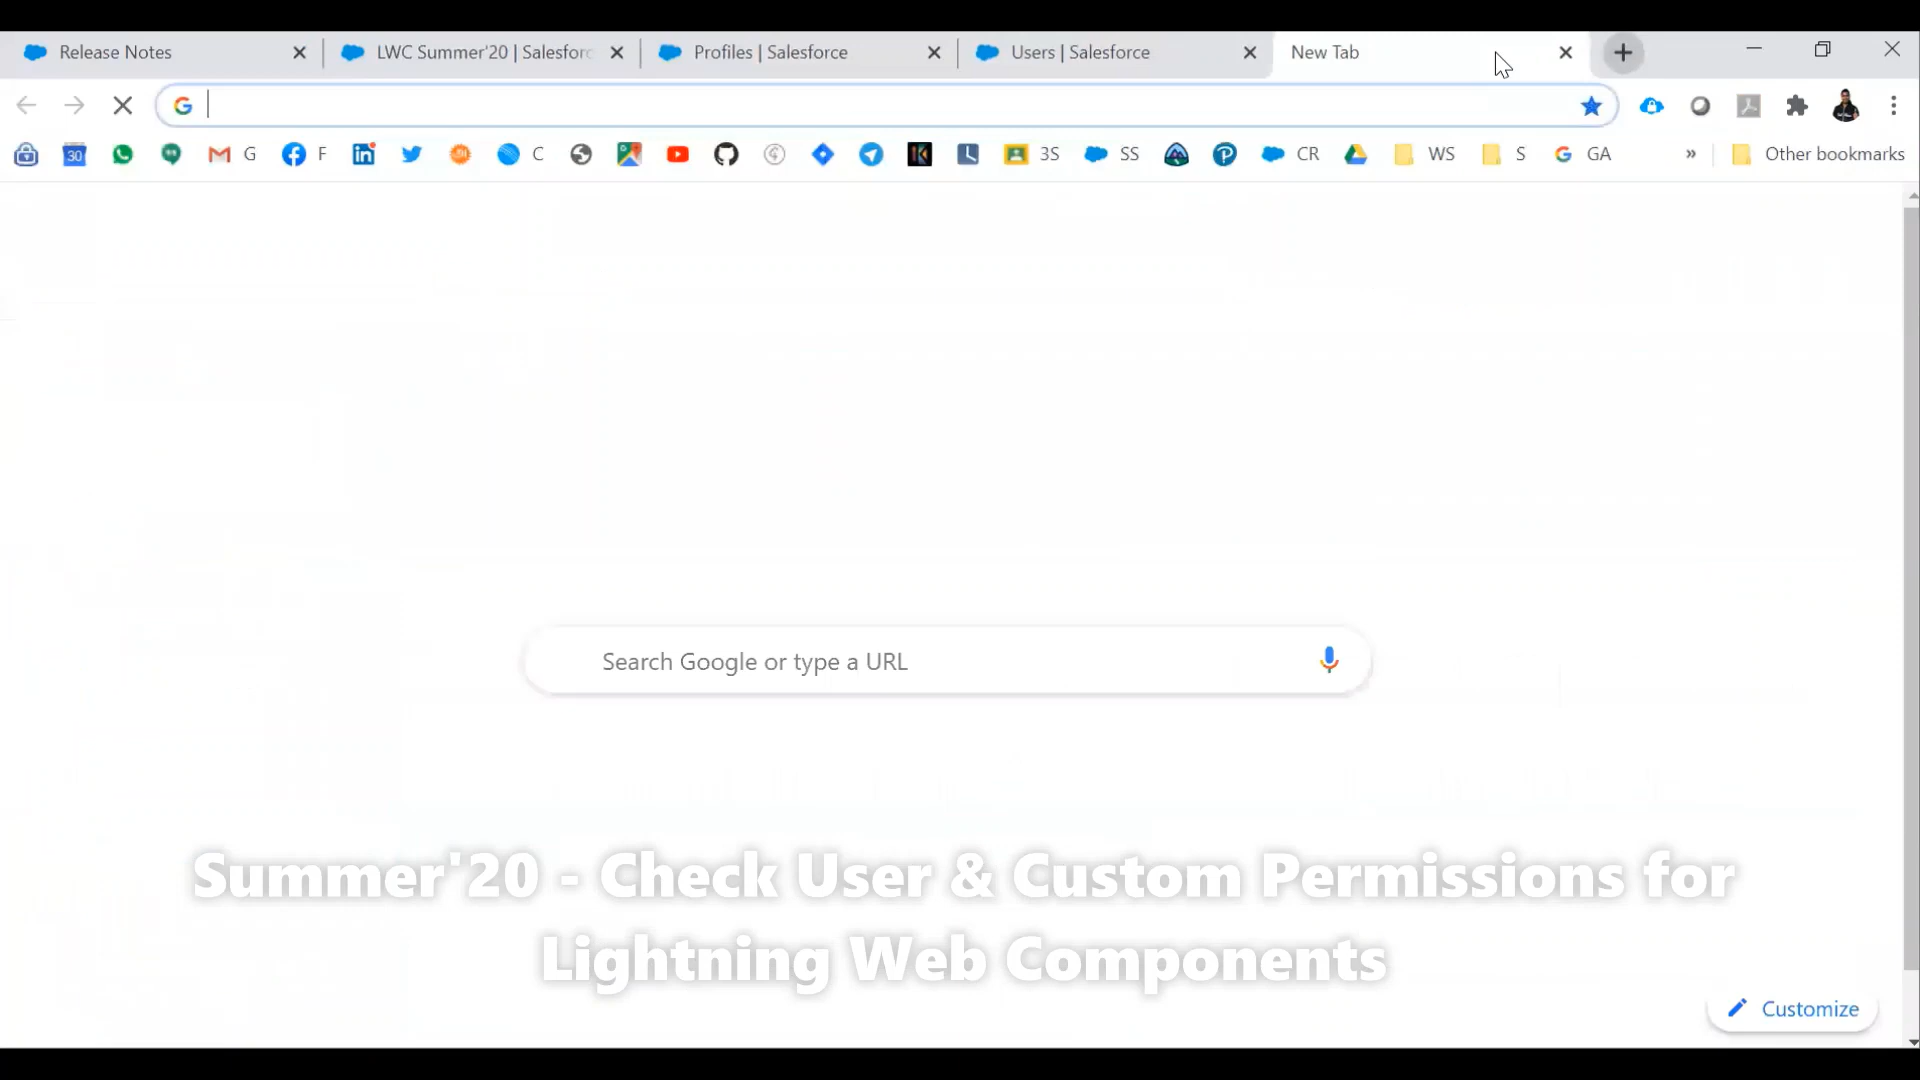 Release Notes
LWC Summer'20 | Salesforc
Profiles | Salesforce
Users | Salesforce
New Tab
30 G F C 3S SS CR WS S GA » Other bookmarks
Search Google or type a URL
Summer'20 - Check User & Custom Permissions for
Lightning Web Components
Customize